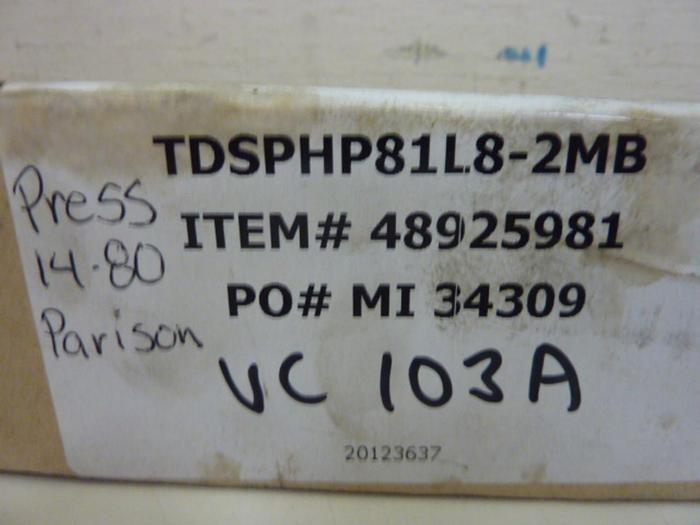 TDSPHP81L8-2MB
ITEM# 48925981
PO# MI 34309
Press
14-80
Parison
VC 103A
20123637